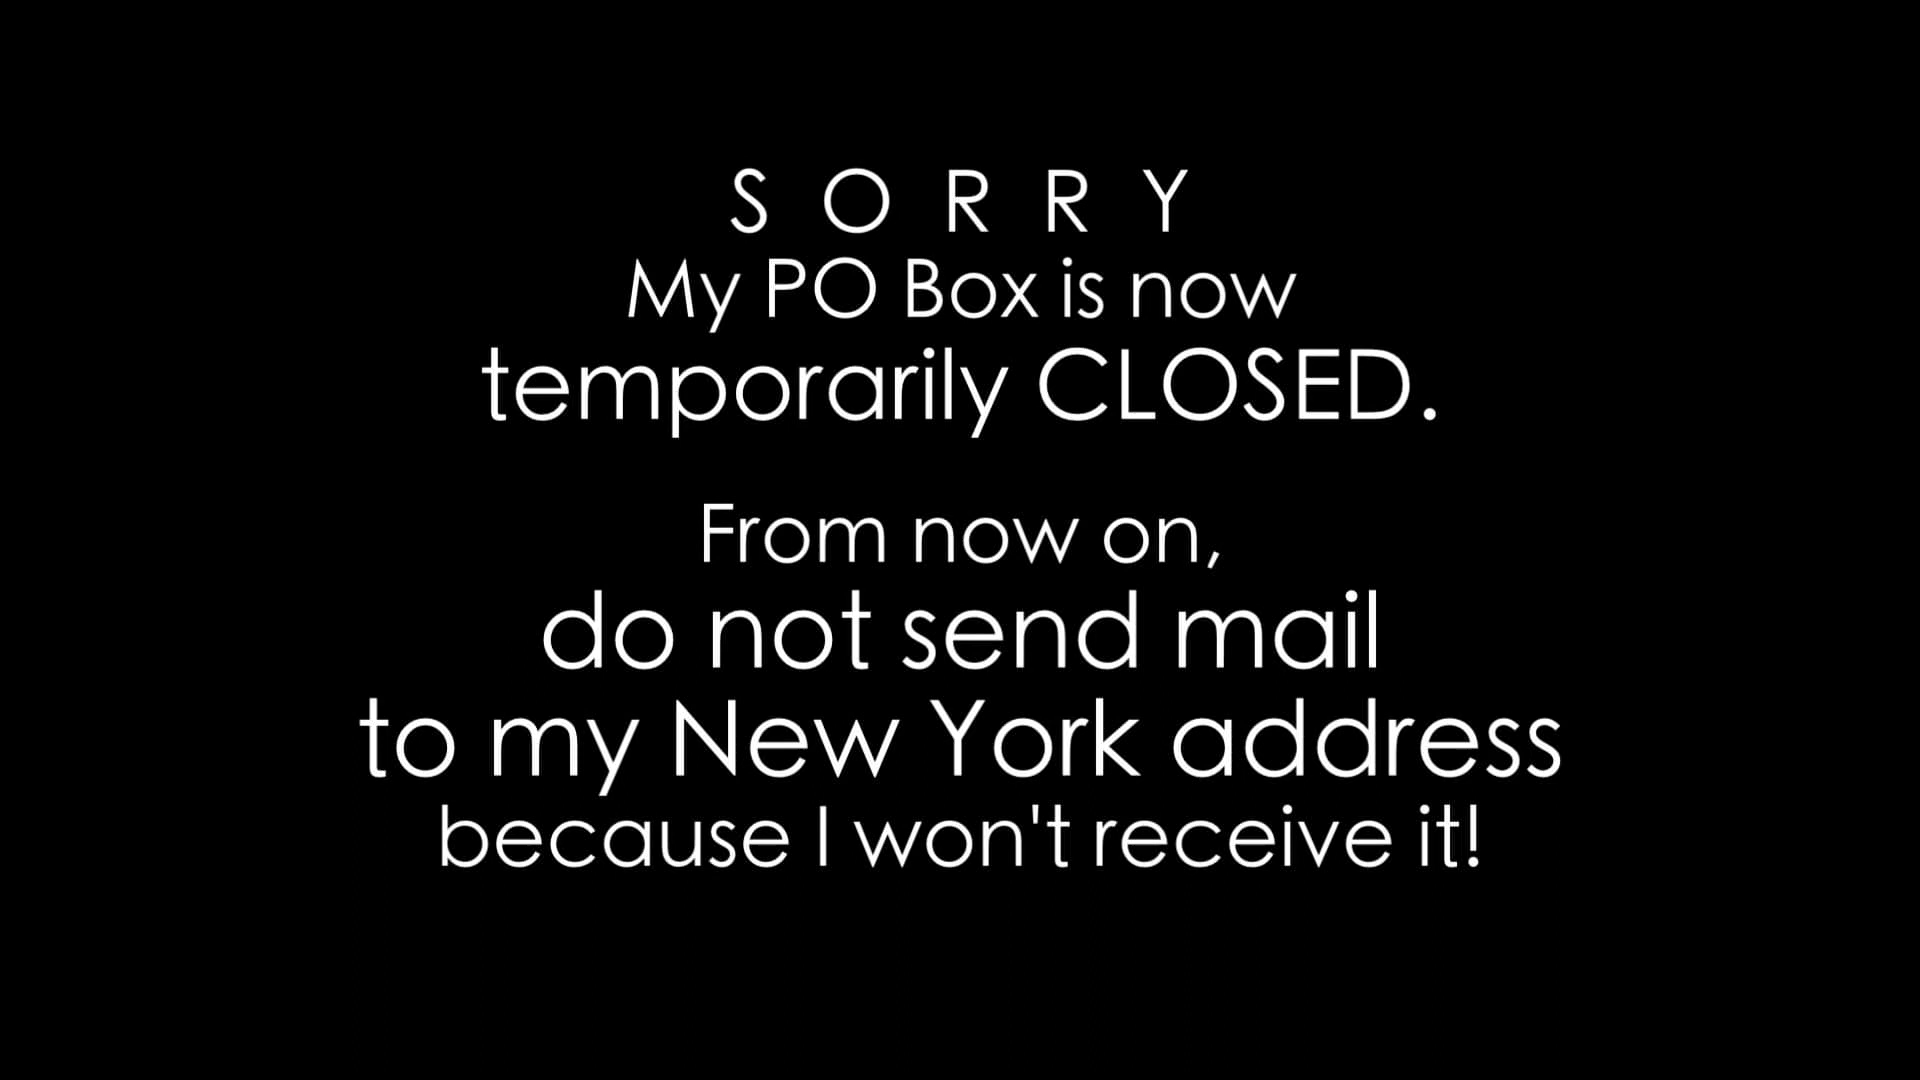 S O R R Y
My PO Box is now
temporarily CLOSED.
From now on,
do not send mail
to my New York address
because I won't receive it!